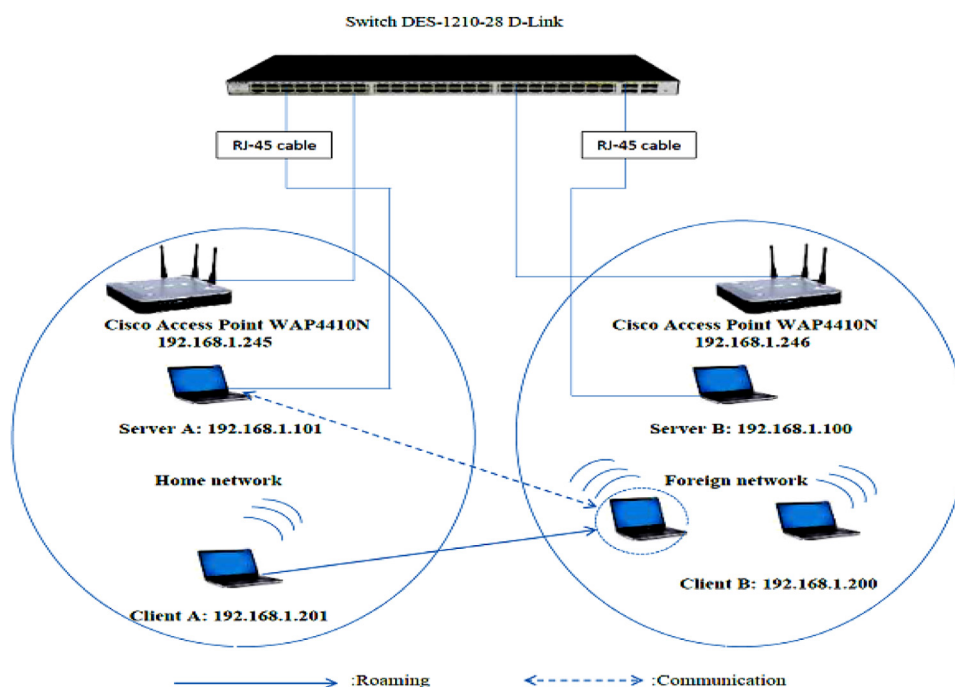 Switch DES-1210-28 D-Link
RJ-45 cable
RJ-45 cable
Cisco Access Point WAP4410N
192.168.1.245
Cisco Access Point WAP4410N
192.168.1.246
Server A: 192.168.1.101
Server B: 192.168.1.100
Home network
Foreign network
Client A: 192.168.1.201
Client B: 192.168.1.200
:Roaming
:Communication